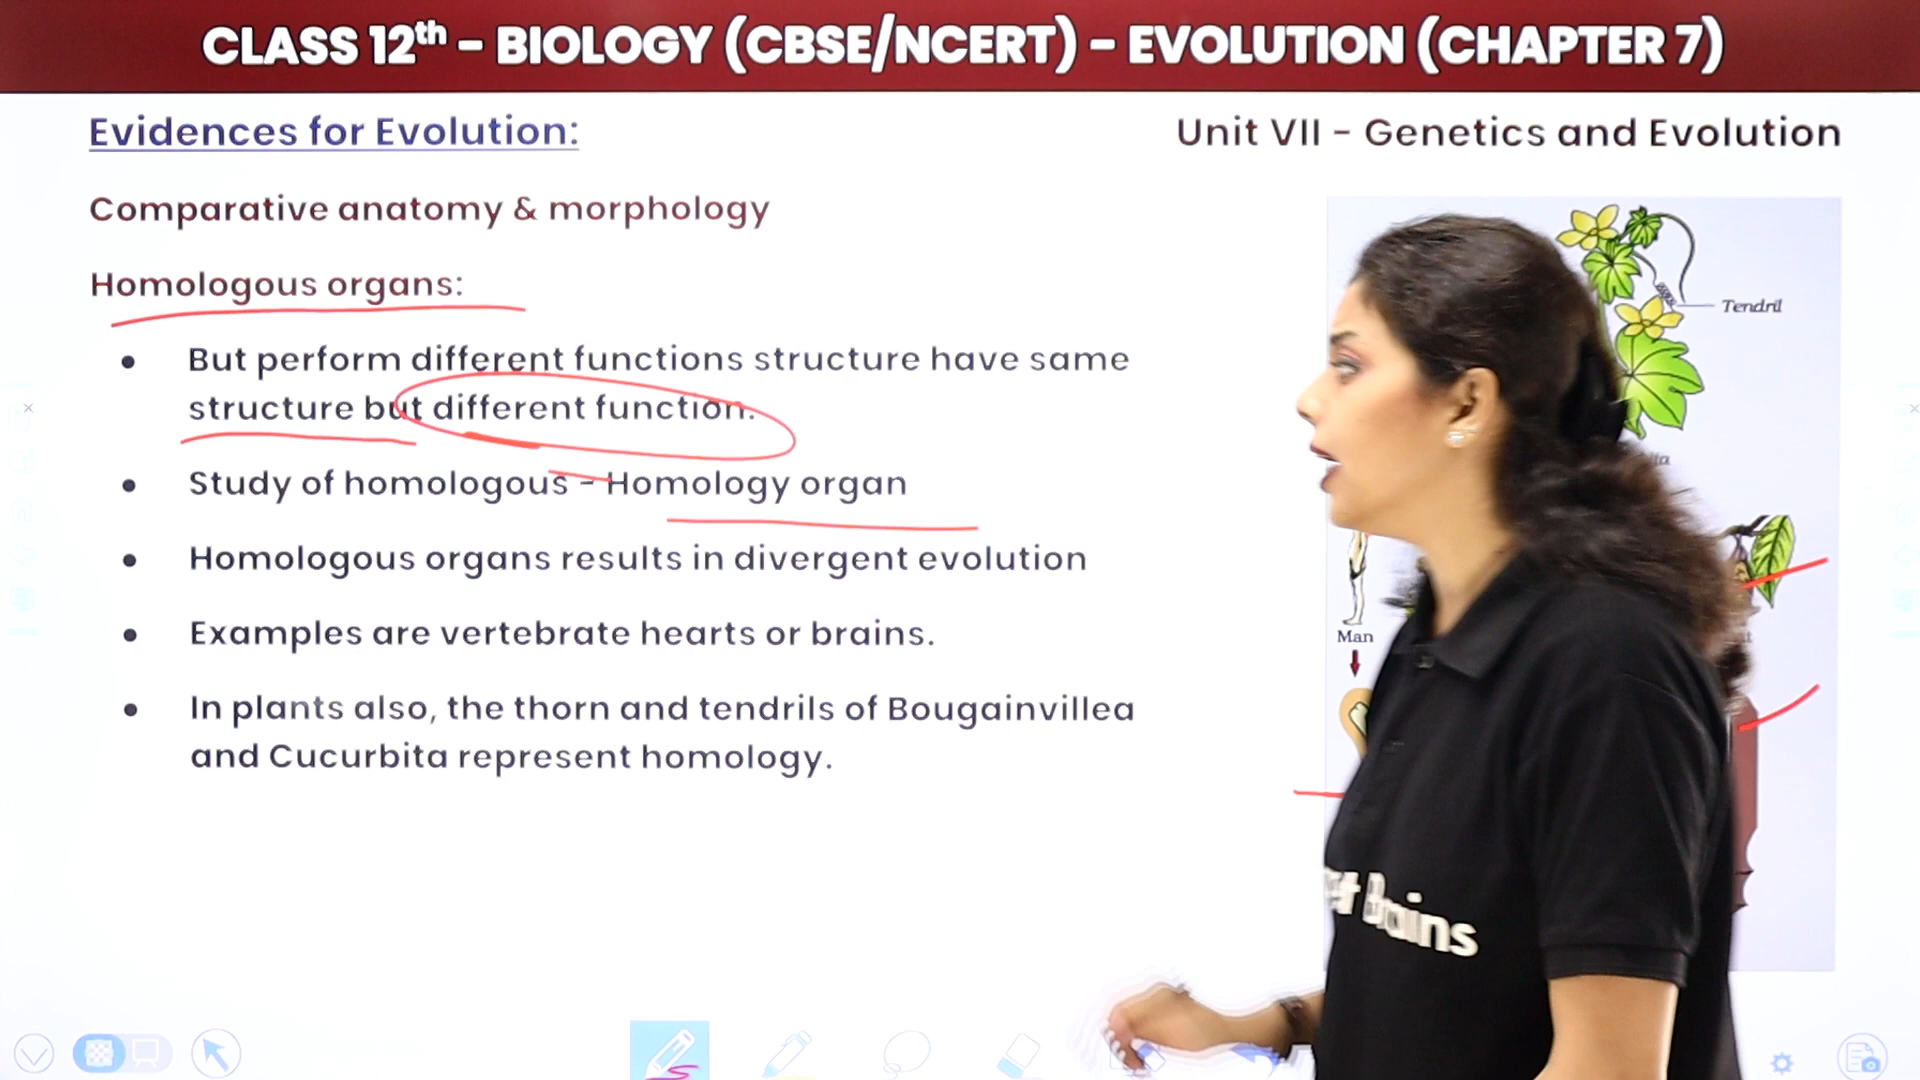 CLASS 12th - BIOLOGY (CBSE/NCERT) - EVOLUTION (CHAPTER 7)
Evidences for Evolution:
Unit VII - Genetics and Evolution
Comparative anatomy & morphology
Homologous organs:
• But perform different functions structure have same
structure but different function.
• Study of homologous - Homology organ
• Homologous organs results in divergent evolution
• Examples are vertebrate hearts or brains.
• In plants also, the thorn and tendrils of Bougainvillea
and Cucurbita represent homology.
Tendril
Man
Brains